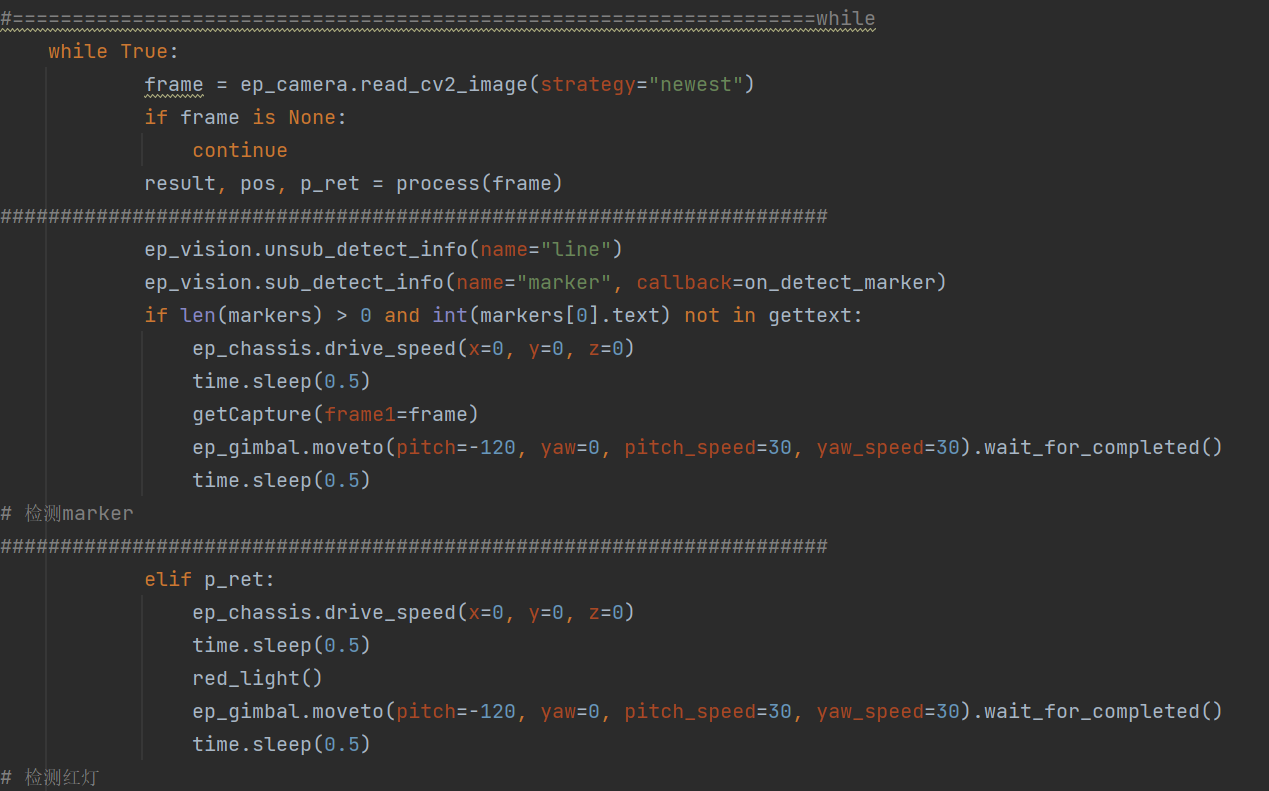 #===================================================================while
    while True:
            frame = ep_camera.read_cv2_image(strategy="newest")
            if frame is None:
                continue
            result, pos, p_ret = process(frame)
#####################################################################
            ep_vision.unsub_detect_info(name="line")
            ep_vision.sub_detect_info(name="marker", callback=on_detect_marker)
            if len(markers) > 0 and int(markers[0].text) not in gettext:
                ep_chassis.drive_speed(x=0, y=0, z=0)
                time.sleep(0.5)
                getCapture(frame1=frame)
                ep_gimbal.moveto(pitch=-120, yaw=0, pitch_speed=30, yaw_speed=30).wait_for_completed()
                time.sleep(0.5)
# 检测marker
#####################################################################
            elif p_ret:
                ep_chassis.drive_speed(x=0, y=0, z=0)
                time.sleep(0.5)
                red_light()
                ep_gimbal.moveto(pitch=-120, yaw=0, pitch_speed=30, yaw_speed=30).wait_for_completed()
                time.sleep(0.5)
# 检测红灯